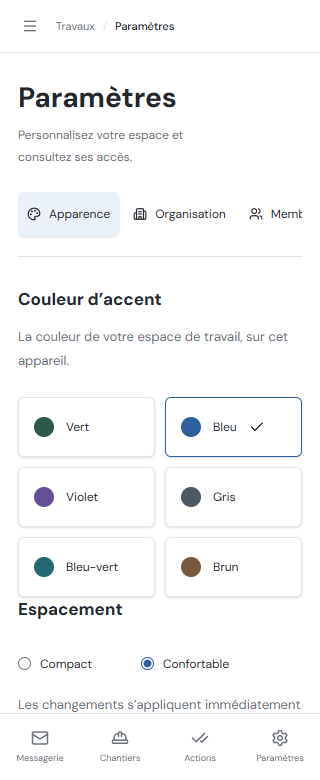 Travaux / Paramètres
Paramètres
Personnalisez votre espace et
consultez ses accès.
Apparence Organisation Memb
Couleur d’accent
La couleur de votre espace de travail, sur cet
appareil.
Vert Bleu
Violet Gris
Bleu-vert Brun
Espacement
Compact Confortable
Les changements s’appliquent immédiatement
Messagerie Chantiers Actions Paramètres